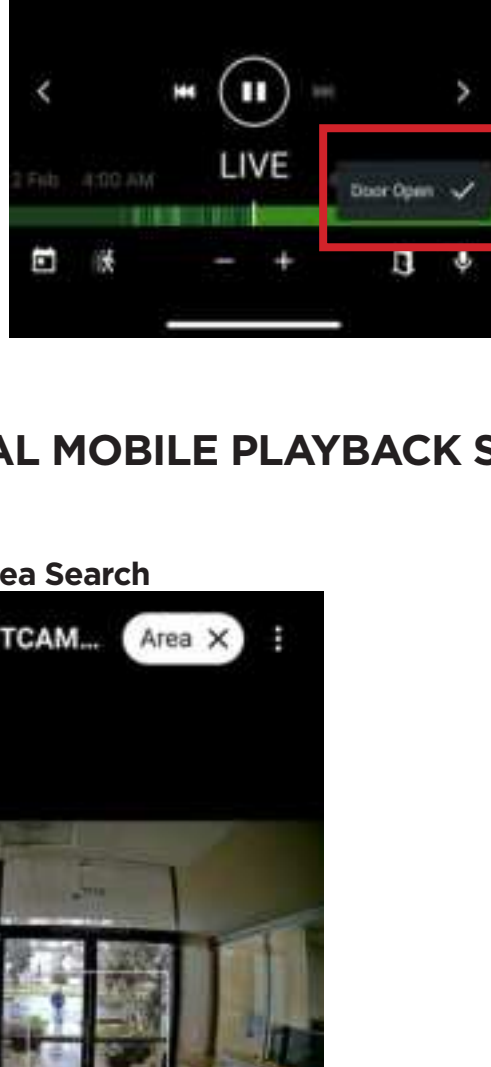 LIVE
2 Feb 4:00 AM
Door Open
AL MOBILE PLAYBACK S
ea Search
TCAM... Area